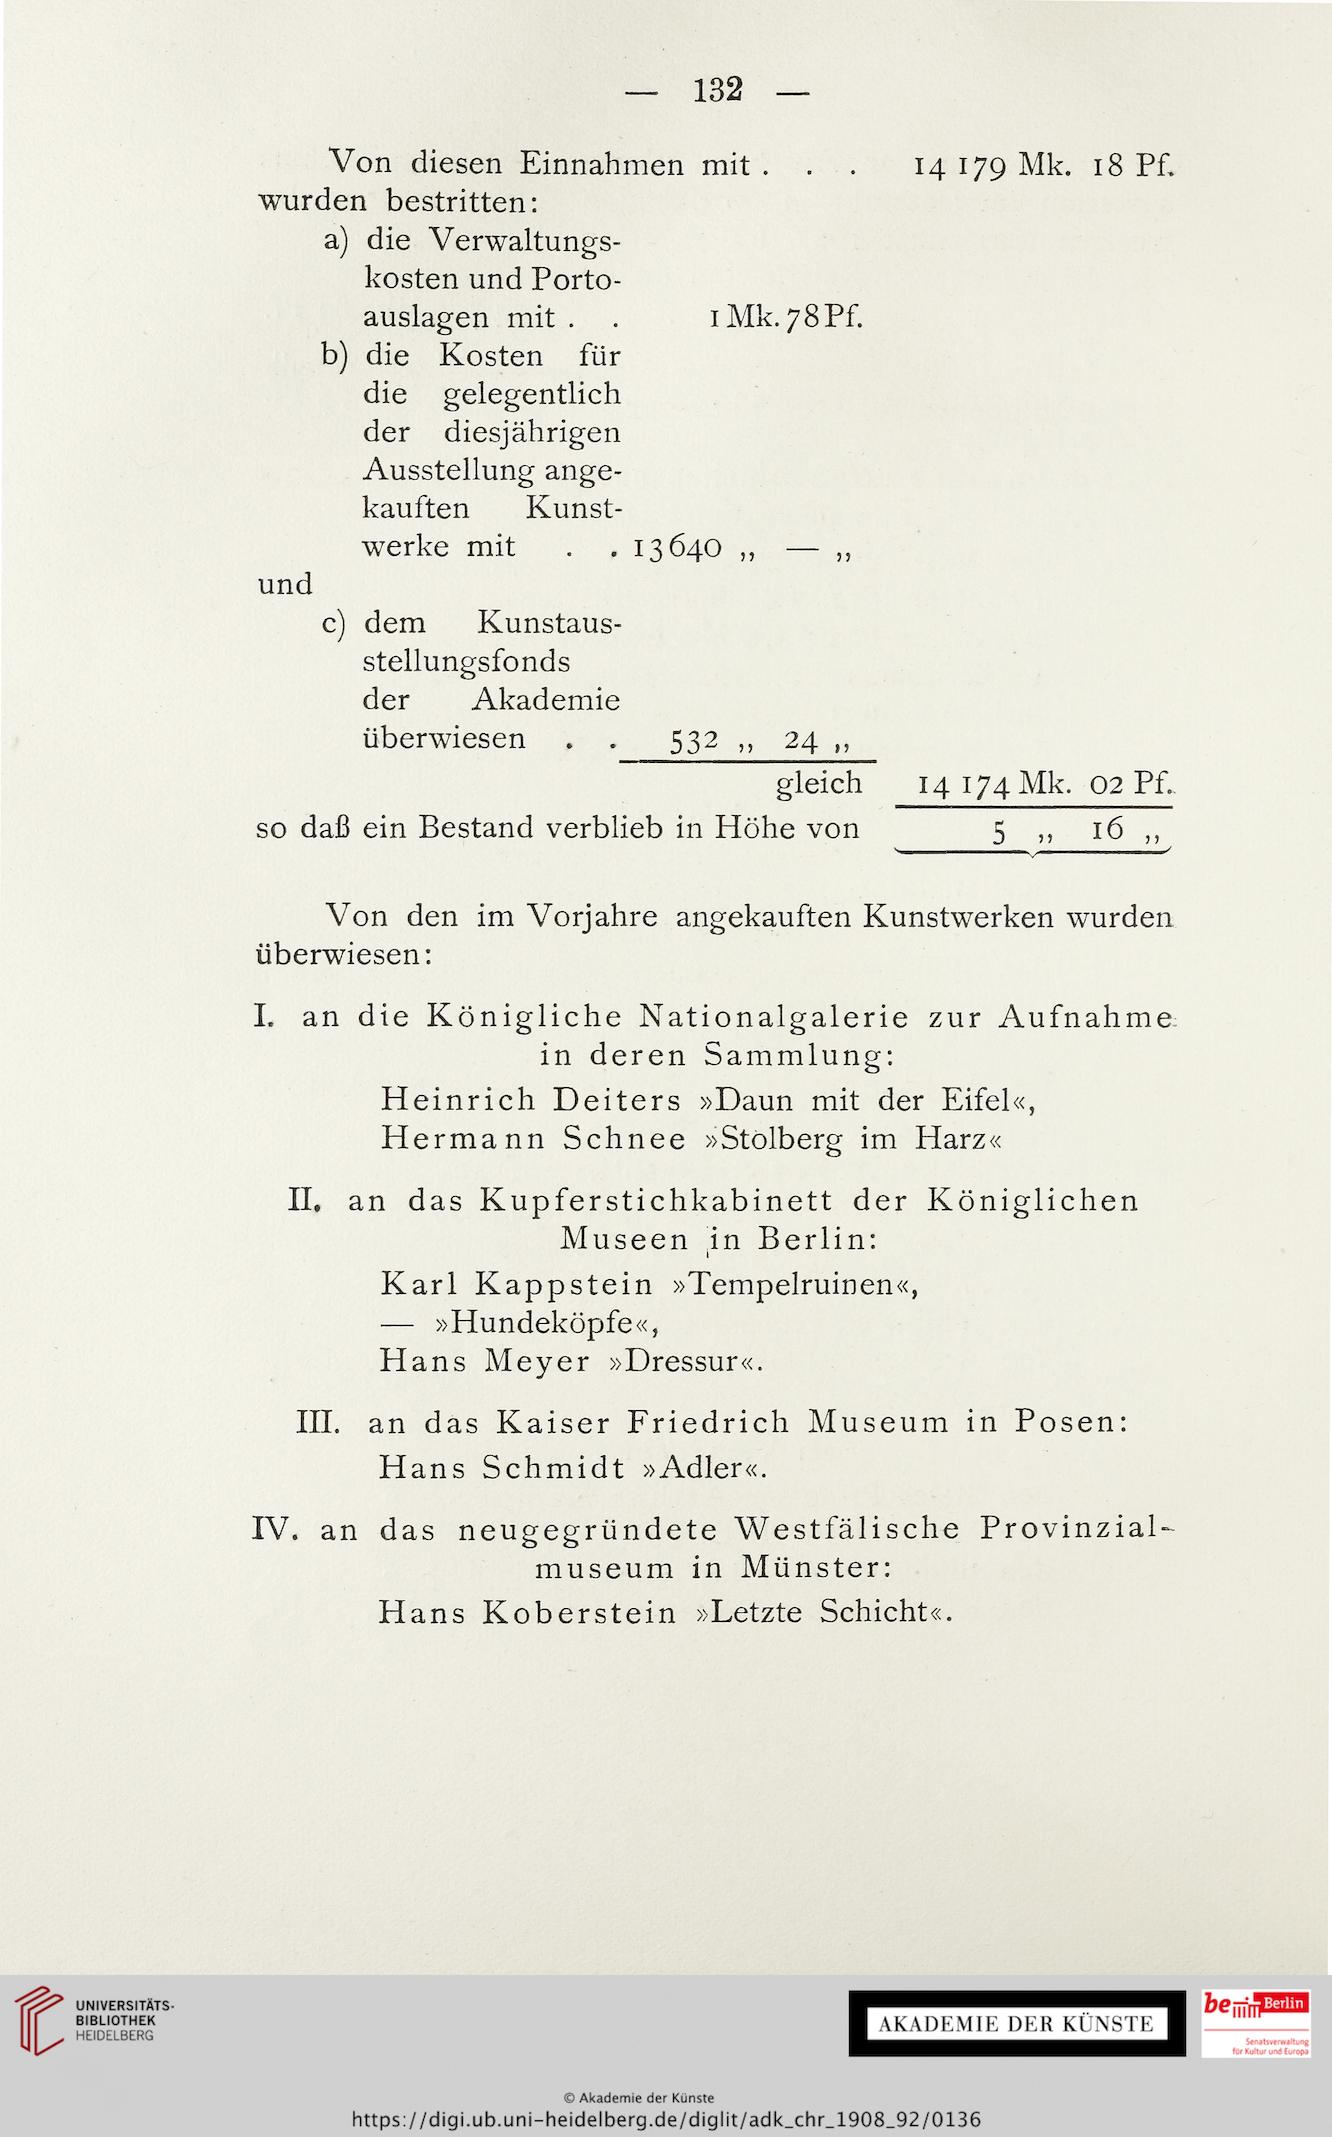 — 132 —
Von diesen Einnahmen mit . . . 14 179 Mk. 18 Pf.
wurden bestritten:
a) die Verwaltungs-
kosten und Porto-
auslagen mit . . 1 Mk. 78 Pf.
b) die Kosten für
die gelegentlich
der diesjährigen
Ausstellung ange-
kauften Kunst-
werke mit . . 13640 „ — „
und
c) dem Kunstaus-
stellungsfonds
der Akademie
überwiesen . . 532 „ 24 „
gleich 14 174 Mk. 02 Pf.
so daß ein Bestand verblieb in Höhe von 5 „ 16 „
Von den im Vorjahre angekauften Kunstwerken wurden
überwiesen:
I. an die Königliche Nationalgalerie zur Aufnahme
in deren Sammlung:
Heinrich Deiters »Daun mit der Eifel«,
Hermann Schnee »Stolberg im Harz«
II. an das Kupferstichkabinett der Königlichen
Museen in Berlin:
Karl Kappstein »Tempelruinen«,
— »Hundeköpfe«,
Hans Meyer »Dressur«.
III. an das Kaiser Friedrich Museum in Posen:
Hans Schmidt »Adler«.
IV. an das neugegründete Westfälische Provinzial-
museum in Münster:
Hans Koberstein »Letzte Schicht«.
UNIVERSITÄTS-
BIBLIOTHEK
HEIDELBERG
AKADEMIE DER KÜNSTE
be Berlin
Senatsverwaltung
für Kultur und Europa
© Akademie der Künste
https://digi.ub.uni-heidelberg.de/diglit/adk_chr_1908_92/0136